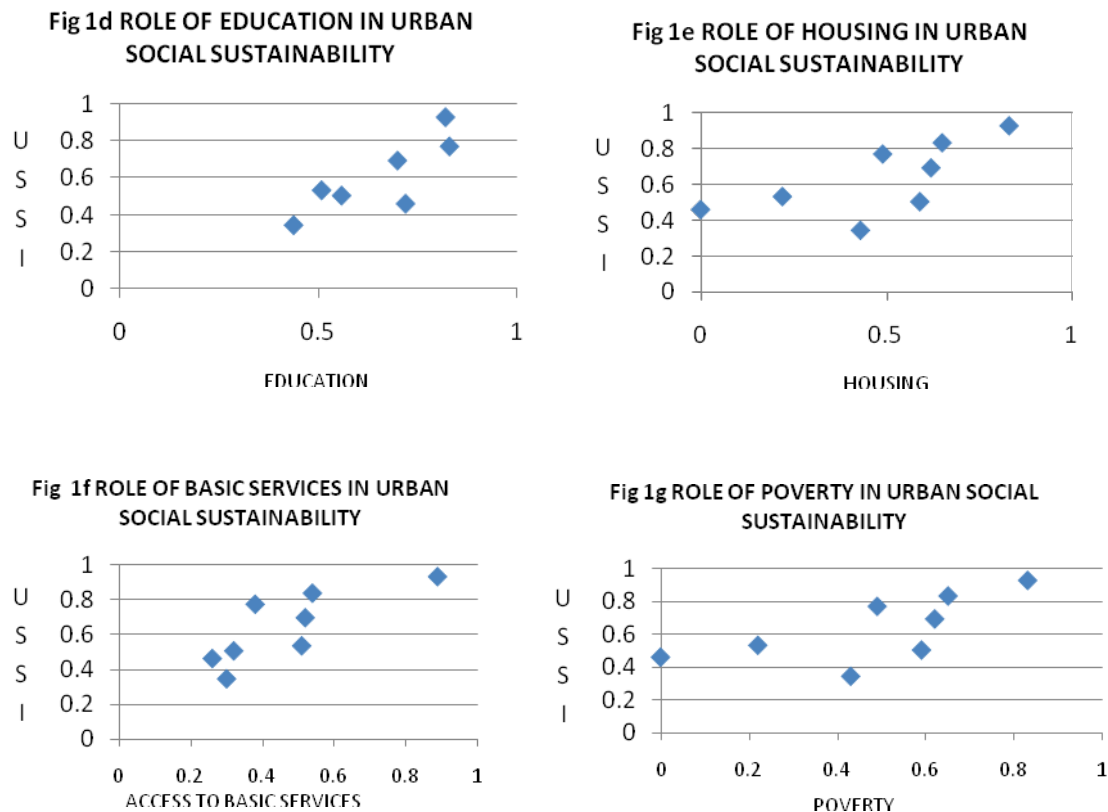 Fig 1d ROLE OF EDUCATION IN URBAN
SOCIAL SUSTAINABILITY
U
S
S
I
1
0.8
0.6
0.4
0.2
0
0
0.5
1
EDUCATION
Fig 1e ROLE OF HOUSING IN URBAN
SOCIAL SUSTAINABILITY
U
S
S
I
1
0.8
0.6
0.4
0.2
0
0
0.5
1
HOUSING
Fig 1f ROLE OF BASIC SERVICES IN URBAN
SOCIAL SUSTAINABILITY
U
S
S
I
1
0.8
0.6
0.4
0.2
0
0
0.2
0.4
0.6
0.8
1
ACCESS TO BASIC SERVICES
Fig 1g ROLE OF POVERTY IN URBAN SOCIAL
SUSTAINABILITY
U
S
S
I
1
0.8
0.6
0.4
0.2
0
0
0.2
0.4
0.6
0.8
1
POVERTY